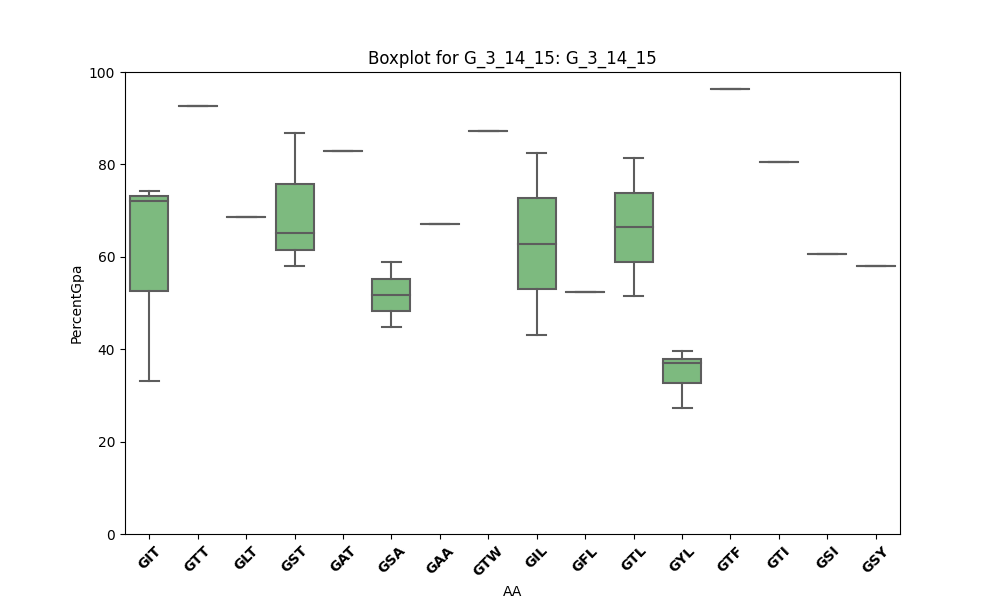 Boxplot for G_3_14_15: G_3_14_15
100
80
60
40
20
0
PercentGpa
GIT GTT GLT GST GAT GSA GAA GTW GIL GFL GTL GYL GTF GTI GSI GSY
AA